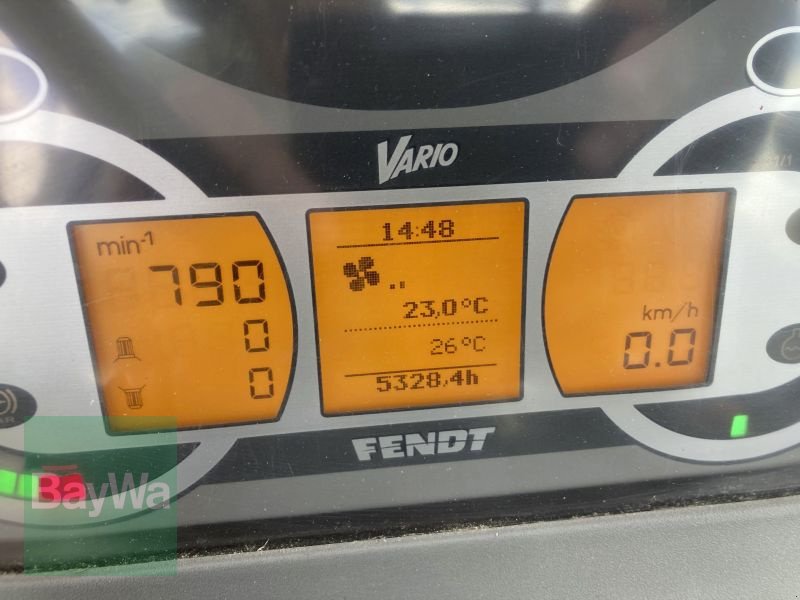 VARIO
min-1
790
0
0
14:48
..
23,0°C
26°C
5328,4h
km/h
0.0
FENDT
BayWa